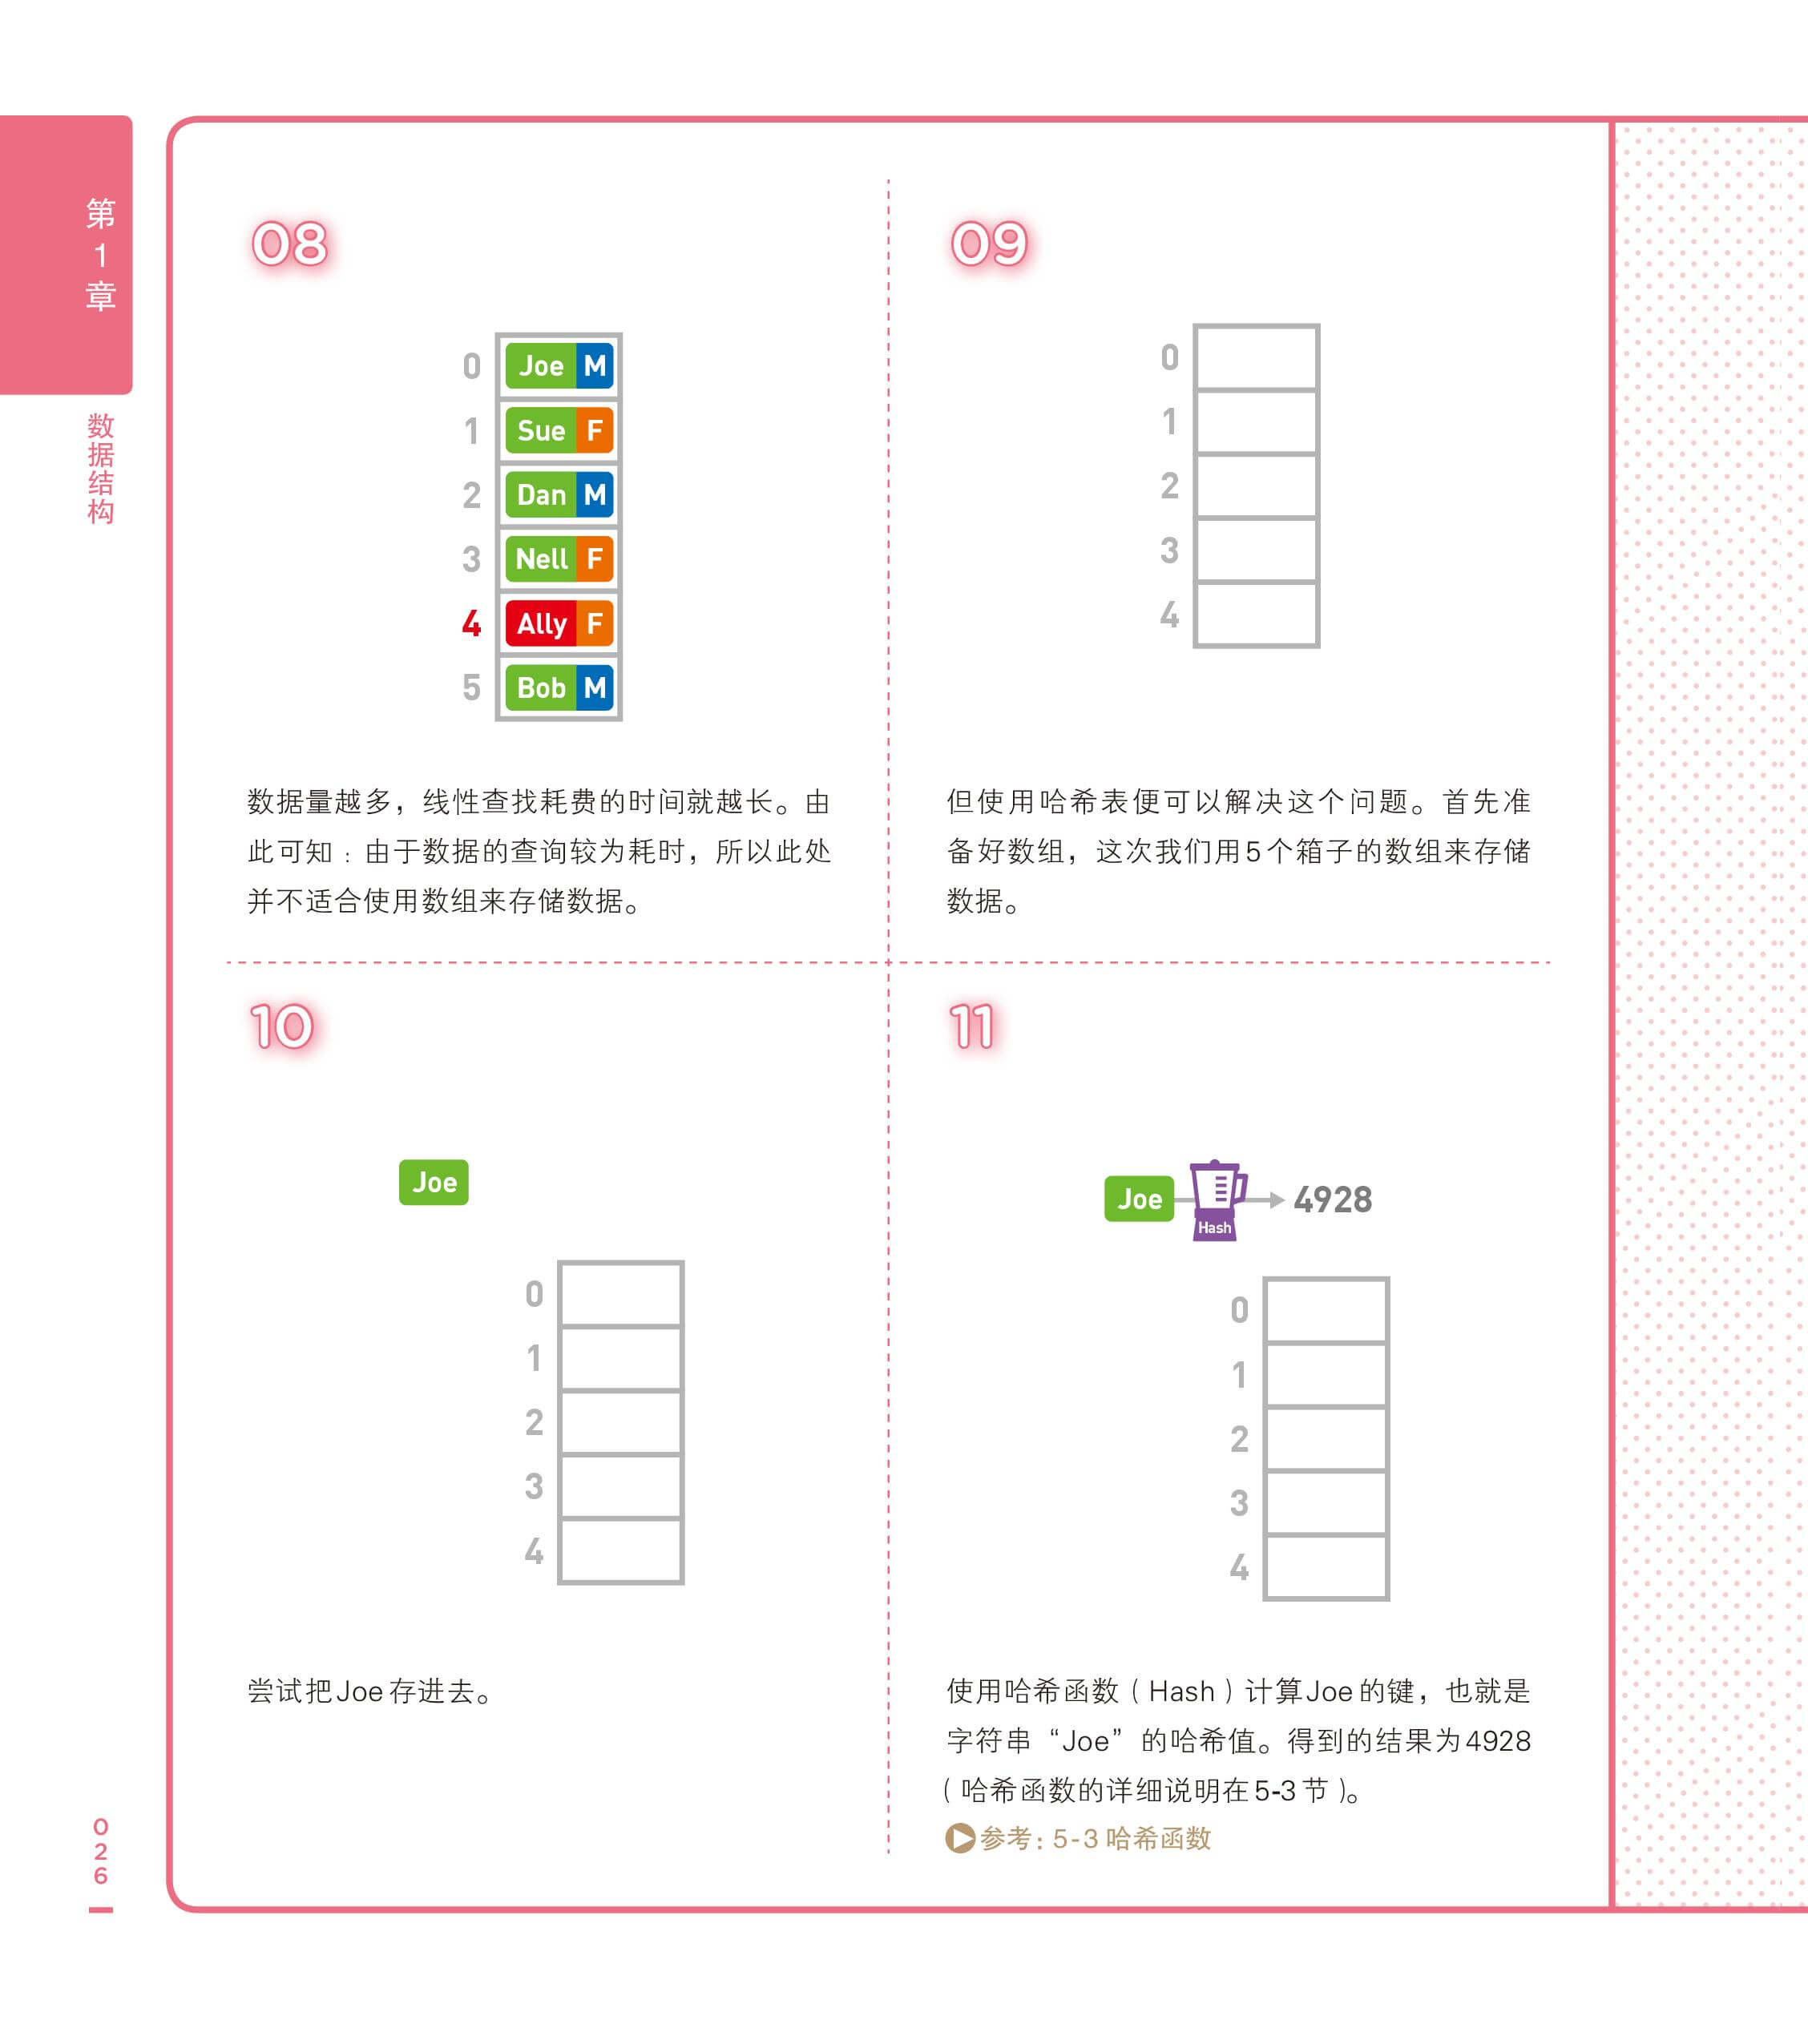 第1章
数据结构
08
0 Joe M
1 Sue F
2 Dan M
3 Nell F
4 Ally F
5 Bob M
数据量越多，线性查找耗费的时间就越长。由
此可知：由于数据的查询较为耗时，所以此处
并不适合使用数组来存储数据。
09
0
1
2
3
4
但使用哈希表便可以解决这个问题。首先准
备好数组，这次我们用5个箱子的数组来存储
数据。
10
Joe
0
1
2
3
4
尝试把Joe存进去。
11
Joe Hash 4928
0
1
2
3
4
使用哈希函数（Hash）计算Joe的键，也就是
字符串“Joe”的哈希值。得到的结果为4928
（哈希函数的详细说明在5-3节）。
参考：5-3 哈希函数
026